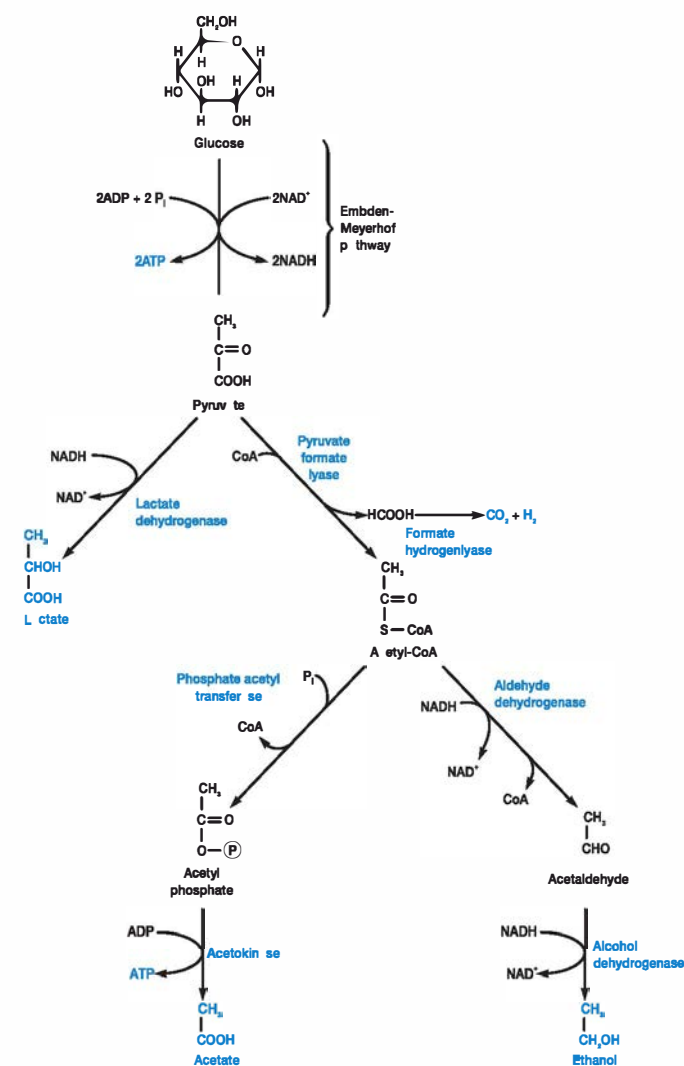 CH₂OH
O
H
H
H
OH
H
HO
OH
H
OH
Glucose
2ADP + 2 Pᵢ
2NAD⁺
2ATP
2NADH
Embden-
Meyerhof
p thway
CH₃
C=O
COOH
Pyruv te
NADH
NAD⁺
Lactate
dehydrogenase
CH₃
CHOH
COOH
L ctate
CoA
Pyruvate
formate
lyase
HCOOH
CO₂ + H₂
Formate
hydrogenlyase
CH₃
C=O
S—CoA
A etyl-CoA
Phosphate acetyl
transfer se
Pᵢ
CoA
CH₃
C=O
O—P
Acetyl
phosphate
ADP
ATP
Acetokin se
CH₃
COOH
Acetate
Aldehyde
dehydrogenase
NADH
NAD⁺
CoA
CH₃
CHO
Acetaldehyde
NADH
NAD⁺
Alcohol
dehydrogenase
CH₃
CH₂OH
Ethanol